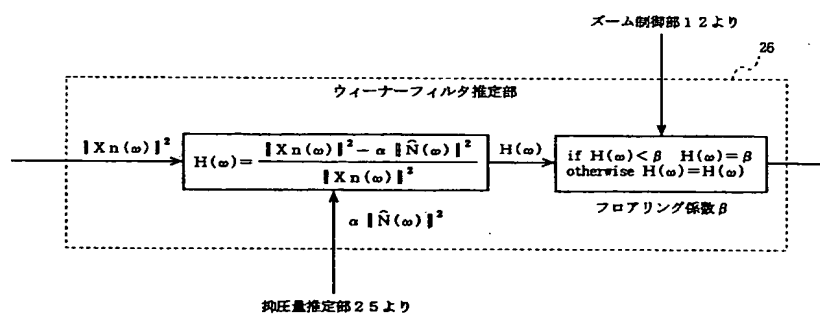 ズーム制御部12より
26
ウィーナーフィルタ推定部
‖Xn(ω)‖²
H(ω)=
‖Xn(ω)‖²-α‖N̂(ω)‖²
‖Xn(ω)‖²
H(ω)
if H(ω)<β H(ω)=β
otherwise H(ω)=H(ω)
フロアリング係数β
α‖N̂(ω)‖²
抑圧量推定部25より